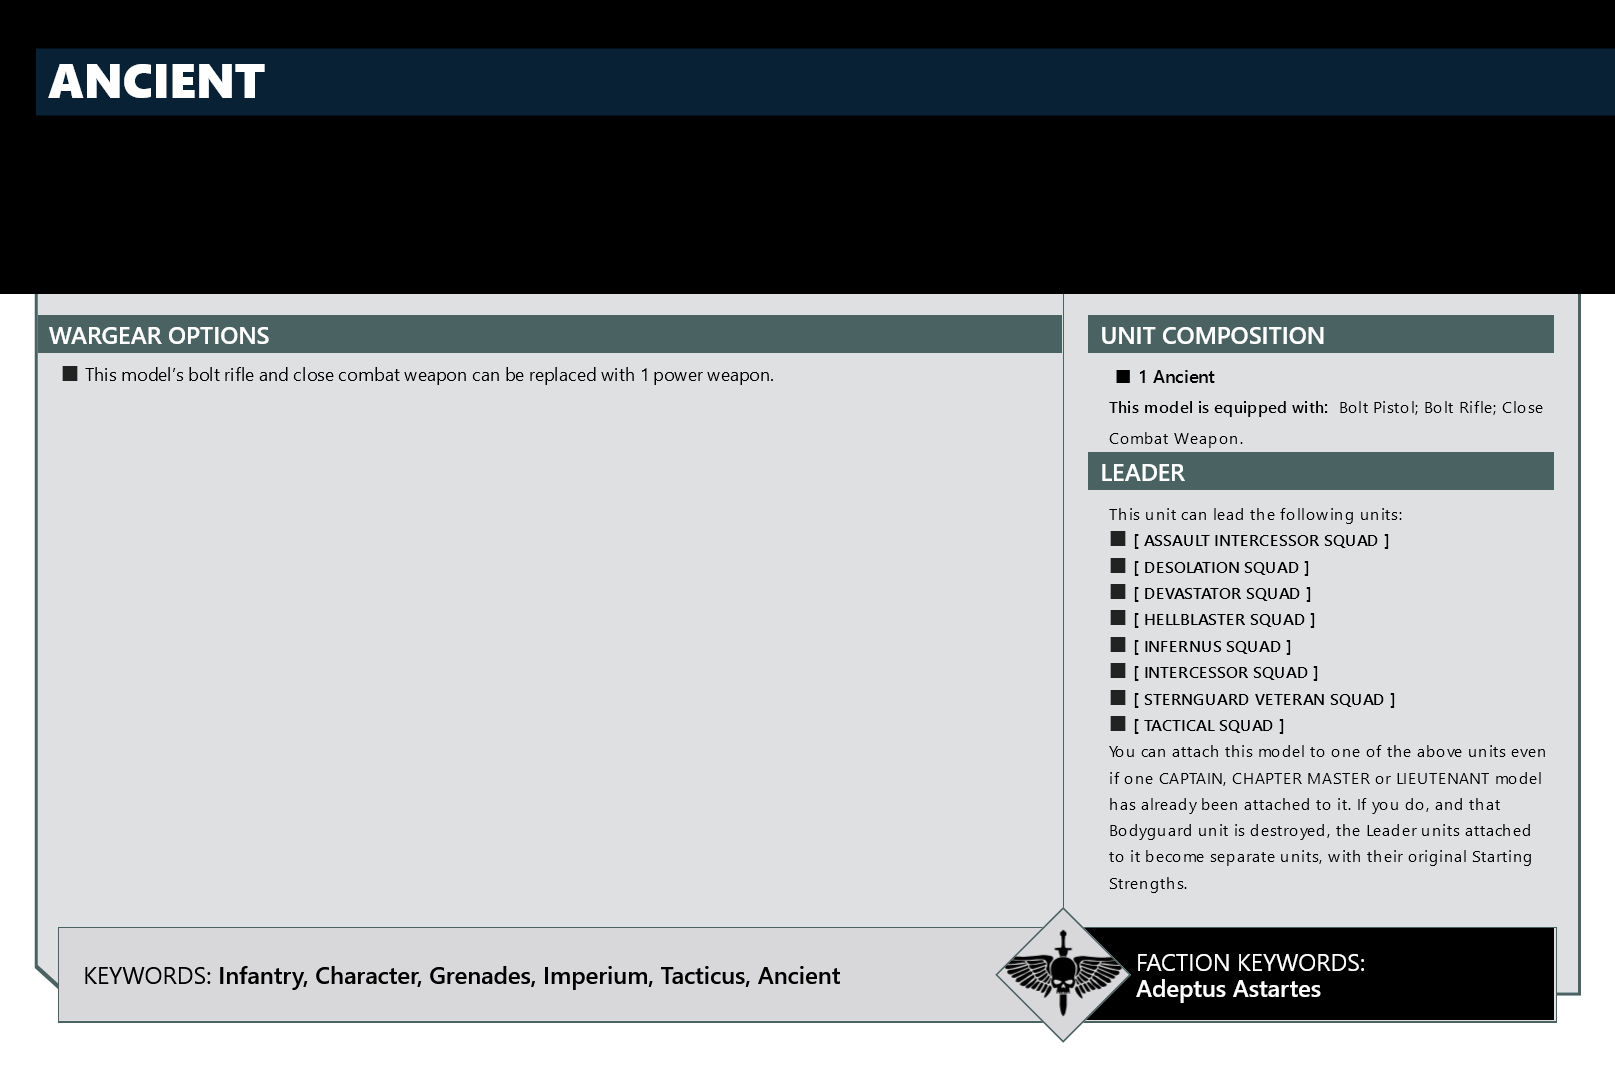 ANCIENT
WARGEAR OPTIONS
■ This model’s bolt rifle and close combat weapon can be replaced with 1 power weapon.
UNIT COMPOSITION
■ 1 Ancient
This model is equipped with: Bolt Pistol; Bolt Rifle; Close
Combat Weapon.
LEADER
This unit can lead the following units:
■ [ ASSAULT INTERCESSOR SQUAD ]
■ [ DESOLATION SQUAD ]
■ [ DEVASTATOR SQUAD ]
■ [ HELLBLASTER SQUAD ]
■ [ INFERNUS SQUAD ]
■ [ INTERCESSOR SQUAD ]
■ [ STERNGUARD VETERAN SQUAD ]
■ [ TACTICAL SQUAD ]
You can attach this model to one of the above units even
if one CAPTAIN, CHAPTER MASTER or LIEUTENANT model
has already been attached to it. If you do, and that
Bodyguard unit is destroyed, the Leader units attached
to it become separate units, with their original Starting
Strengths.
KEYWORDS: Infantry, Character, Grenades, Imperium, Tacticus, Ancient
FACTION KEYWORDS:
Adeptus Astartes